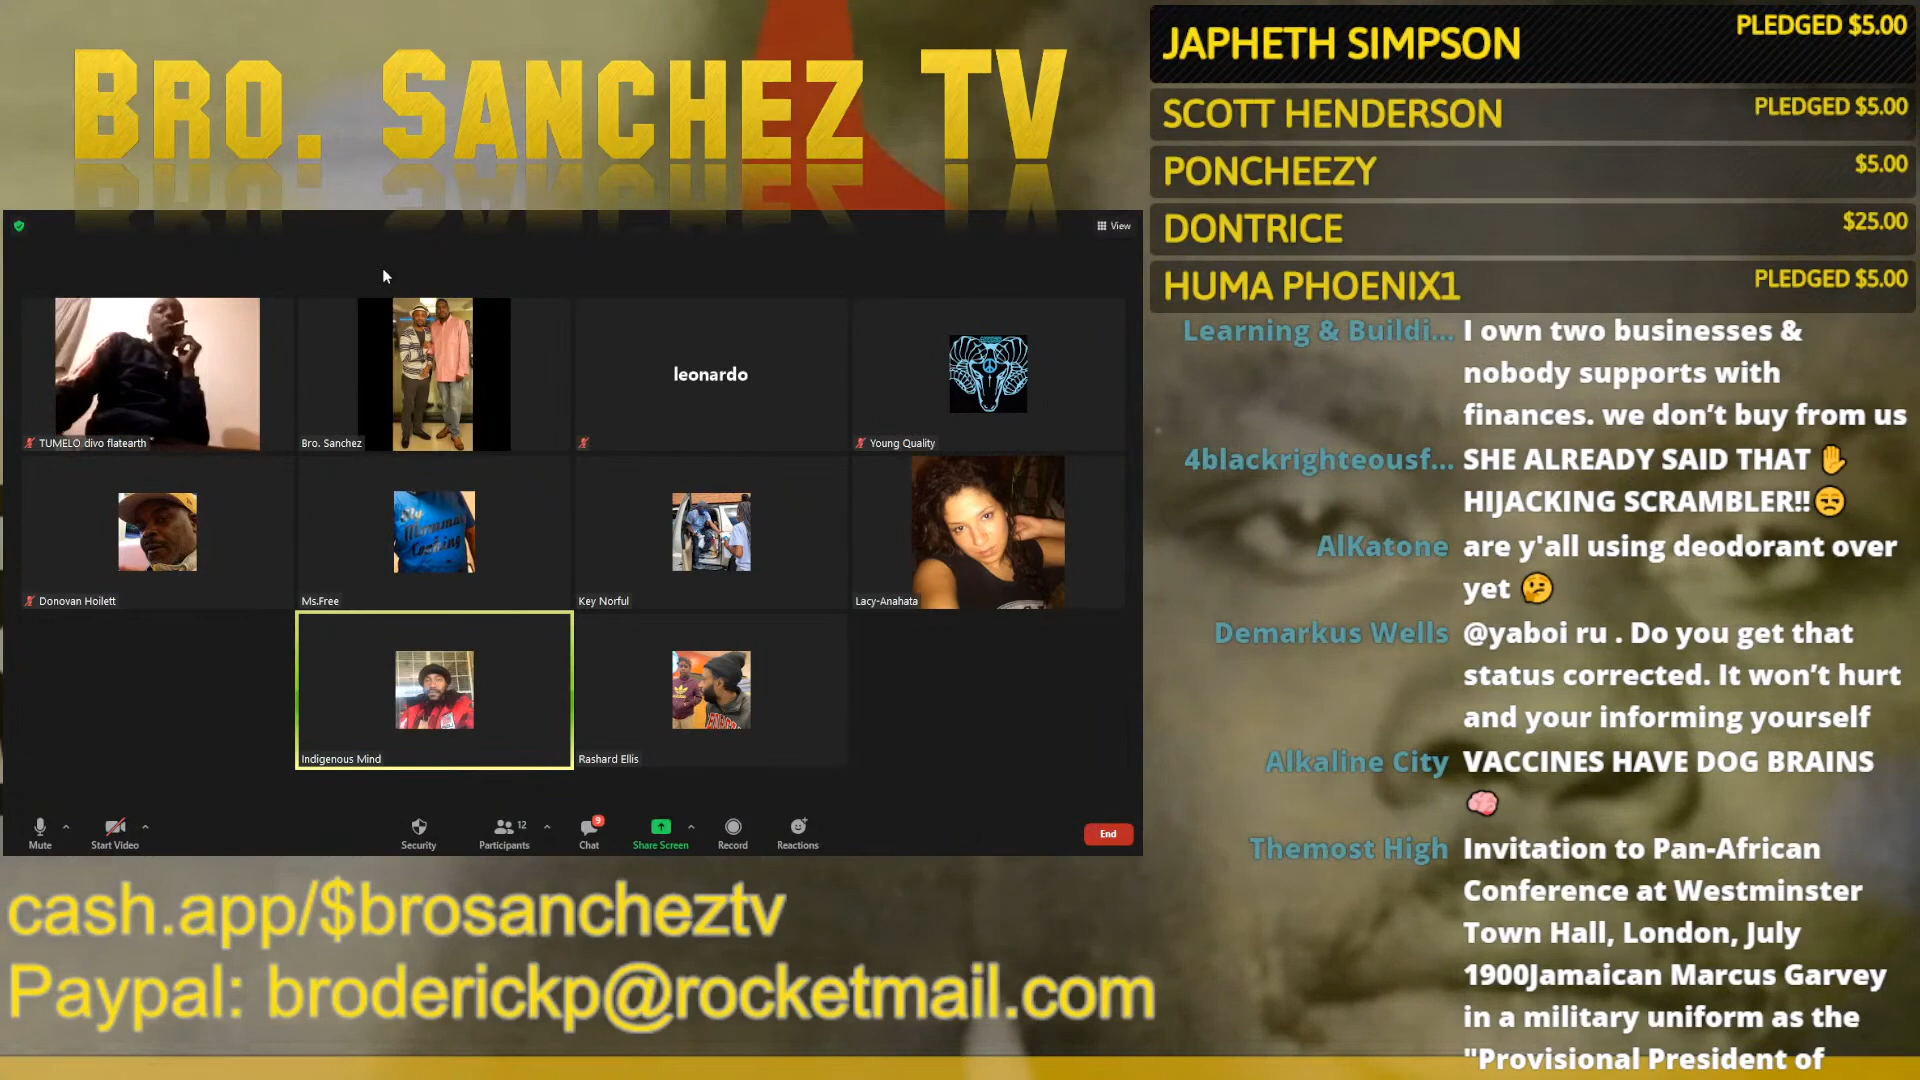 BRO. SANCHEZ TV
View
TUMELO divo flatearth
Bro. Sanchez
leonardo
Young Quality
Donovan Hoilett
Ms.Free
My Momma's Cooking
Key Norful
Lacy-Anahata
Indigenous Mind
Rashard Ellis
Mute
Start Video
Security
12
Participants
9
Chat
Share Screen
Record
Reactions
End
cash.app/$brosancheztv
Paypal: broderickp@rocketmail.com
JAPHETH SIMPSON PLEDGED $5.00
SCOTT HENDERSON PLEDGED $5.00
PONCHEEZY $5.00
DONTRICE $25.00
HUMA PHOENIX1 PLEDGED $5.00
Learning & Buildi... I own two businesses &
nobody supports with
finances. we don't buy from us
4blackrighteousf... SHE ALREADY SAID THAT ✋
HIJACKING SCRAMBLER!!😒
AlKatone are y'all using deodorant over
yet 🤔
Demarkus Wells @yaboi ru . Do you get that
status corrected. It won't hurt
and your informing yourself
Alkaline City VACCINES HAVE DOG BRAINS
🧠
Themost High Invitation to Pan-African
Conference at Westminster
Town Hall, London, July
1900Jamaican Marcus Garvey
in a military uniform as the
"Provisional President of